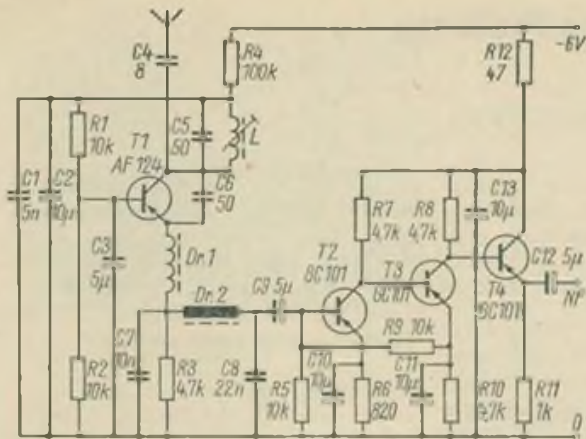 C4
8
R4
100k
R12
47
-6V
R1
10k
T1
AF 124
C5
50
L
C1
5n
C2
10µ
C6
50
C3
5µ
R7
4,7k
R8
4,7k
C13
10µ
Dr.1
T2
BC101
T3
BC101
C12 5µ
Dr.2
C9 5µ
T4
BC101
NF
R9 10k
C7
10n
C10
10µ
C11
10µ
R2
10k
R3
4,7k
C8
22n
R5
10k
R6
820
R10
4,7k
R11
1k
0